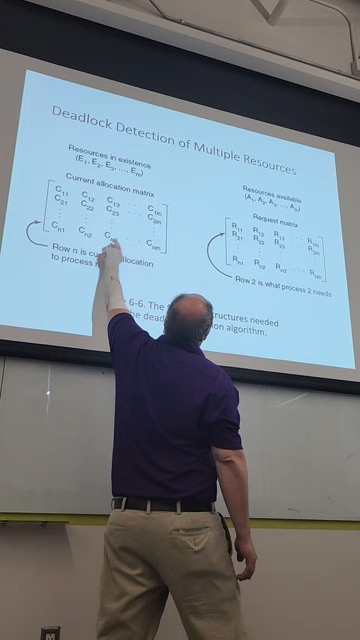 Deadlock Detection of Multiple Resources
Resources in existence
(E1, E2, E3, ..., Em)
Current allocation matrix
C11 C12 C13 ... C1m
C21 C22 C23 ... C2m
Cn1 Cn2 Cn3 ... Cnm
Row n is current allocation
to process
Resources available
(A1, A2, A3, ..., Am)
Request matrix
R11 R12 R13 ... R1m
R21 R22 R23 ... R2m
Rn1 Rn2 Rn3 ... Rnm
Row 2 is what process 2 needs
6-6. The structures needed
the algorithm.